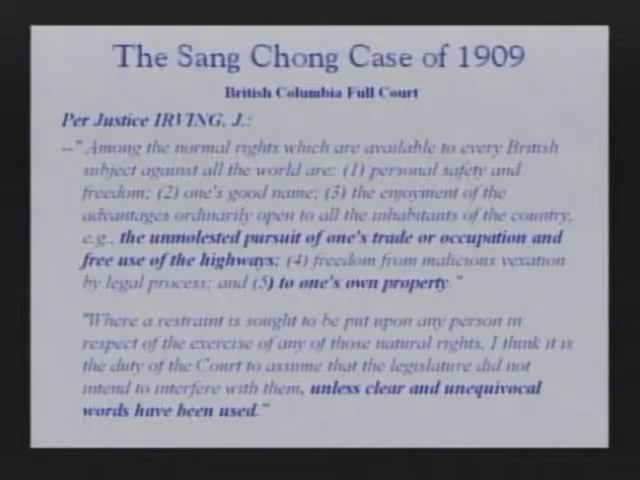 The Sang Chong Case of 1909
British Columbia Full Court
Per Justice IRVING, J.:
--" Among the normal rights which are available to every British
subject against all the world are: (1) personal safety and
freedom; (2) one's good name; (3) the enjoyment of the
advantages ordinarily open to all the inhabitants of the country,
e.g., the unmolested pursuit of one's trade or occupation and
free use of the highways; (4) freedom from malicious vexation
by legal process; and (5) to one's own property."
"Where a restraint is sought to be put upon any person in
respect of the exercise of any of those natural rights, I think it is
the duty of the Court to assume that the legislature did not
intend to interfere with them, unless clear and unequivocal
words have been used."